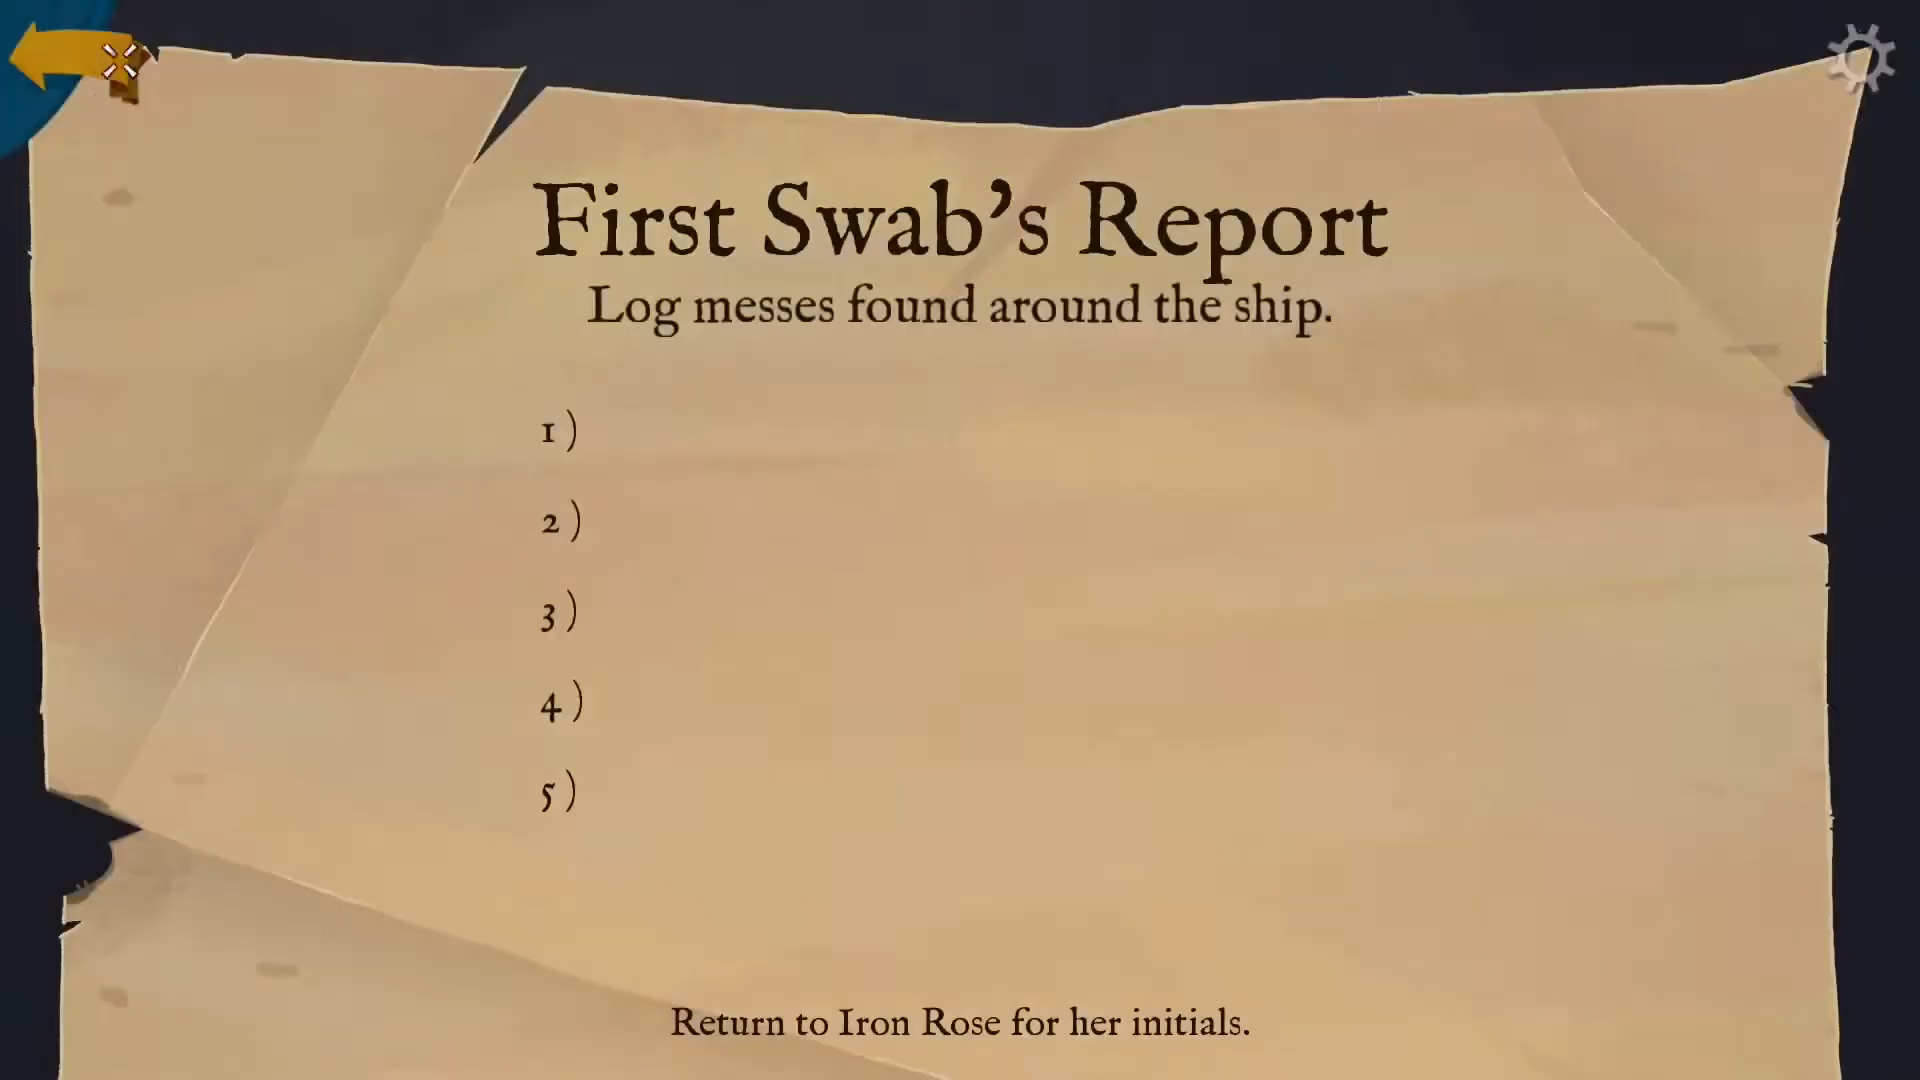 First Swab's Report
Log messes found around the ship.
1 )
2 )
3 )
4 )
5 )
Return to Iron Rose for her initials.